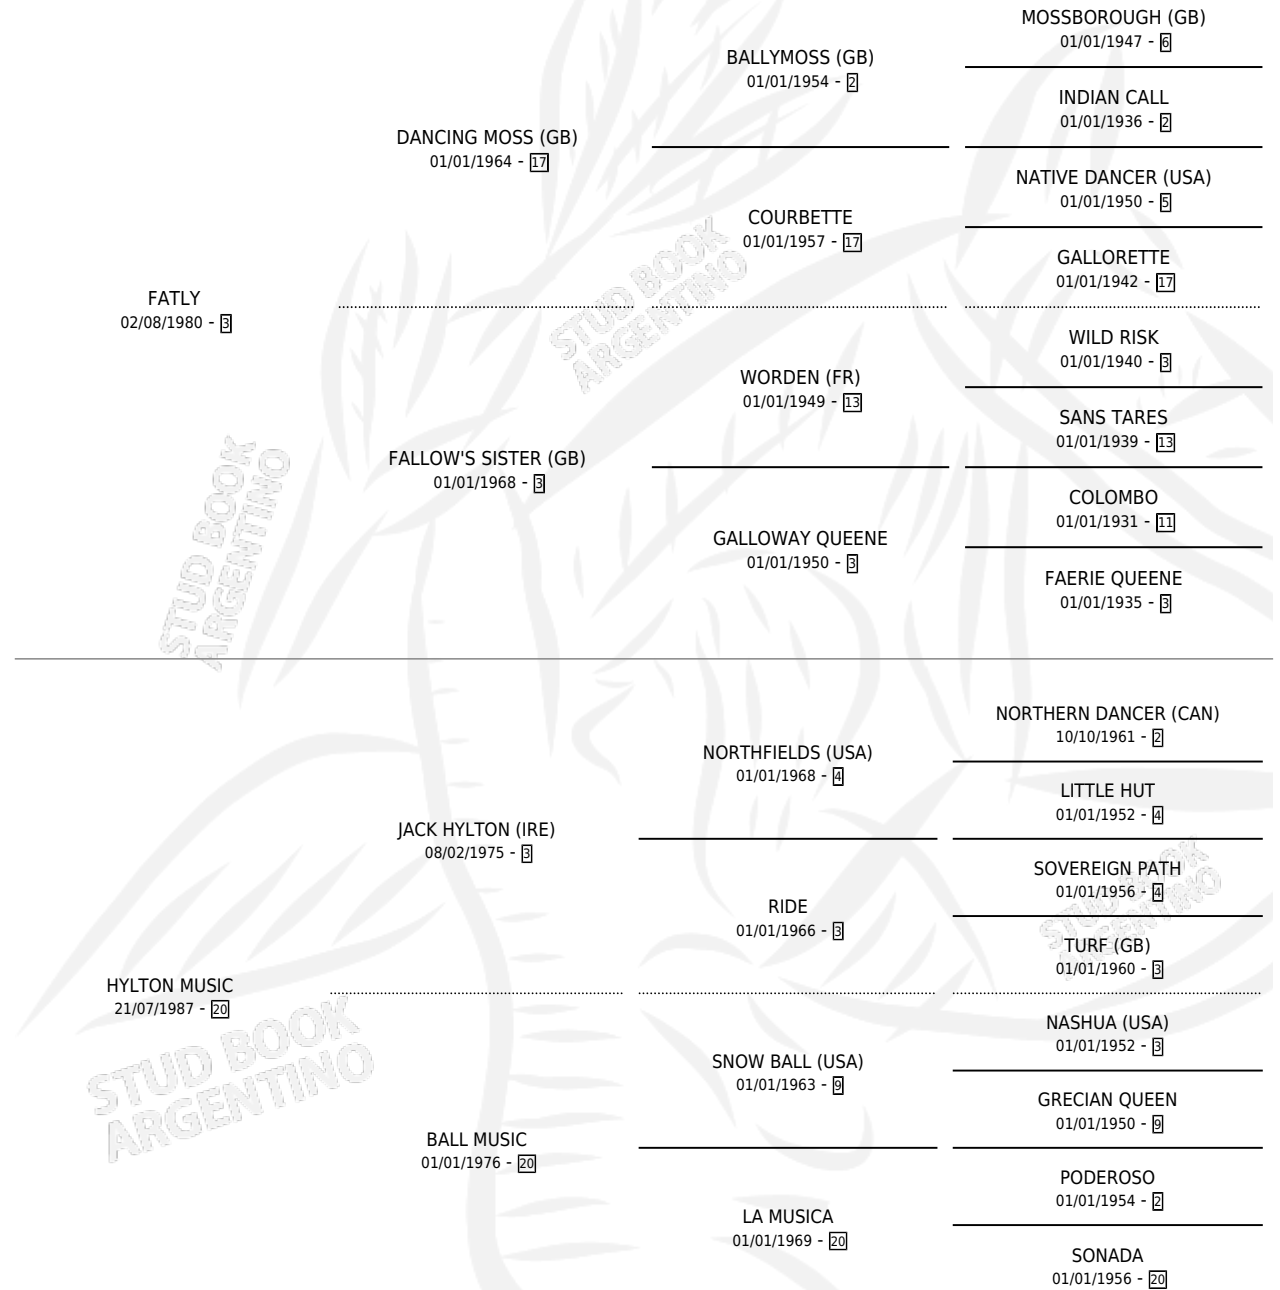 MOSSBOROUGH (GB)
01/01/1947 - 6
BALLYMOSS (GB)
01/01/1954 - 2
INDIAN CALL
01/01/1936 - 2
DANCING MOSS (GB)
01/01/1964 - 17
NATIVE DANCER (USA)
01/01/1950 - 5
COURBETTE
01/01/1957 - 17
GALLORETTE
01/01/1942 - 17
FATLY
02/08/1980 - 3
WILD RISK
01/01/1940 - 3
WORDEN (FR)
01/01/1949 - 13
SANS TARES
01/01/1939 - 13
FALLOW'S SISTER (GB)
01/01/1968 - 3
COLOMBO
01/01/1931 - 11
GALLOWAY QUEENE
01/01/1950 - 3
FAERIE QUEENE
01/01/1935 - 3
STUD BOOK
ARGENTINO
STUD BOOK
ARGENTINO
NORTHERN DANCER (CAN)
10/10/1961 - 2
NORTHFIELDS (USA)
01/01/1968 - 4
LITTLE HUT
01/01/1952 - 4
JACK HYLTON (IRE)
08/02/1975 - 3
SOVEREIGN PATH
01/01/1956 - 4
RIDE
01/01/1966 - 3
TURF (GB)
01/01/1960 - 3
HYLTON MUSIC
21/07/1987 - 20
NASHUA (USA)
01/01/1952 - 3
SNOW BALL (USA)
01/01/1963 - 9
GRECIAN QUEEN
01/01/1950 - 9
BALL MUSIC
01/01/1976 - 20
PODEROSO
01/01/1954 - 2
LA MUSICA
01/01/1969 - 20
SONADA
01/01/1956 - 20
STUD BOOK
ARGENTINO
STUD BOOK
ARGENTINO